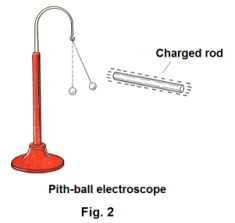 Charged rod
Pith-ball electroscope
Fig. 2